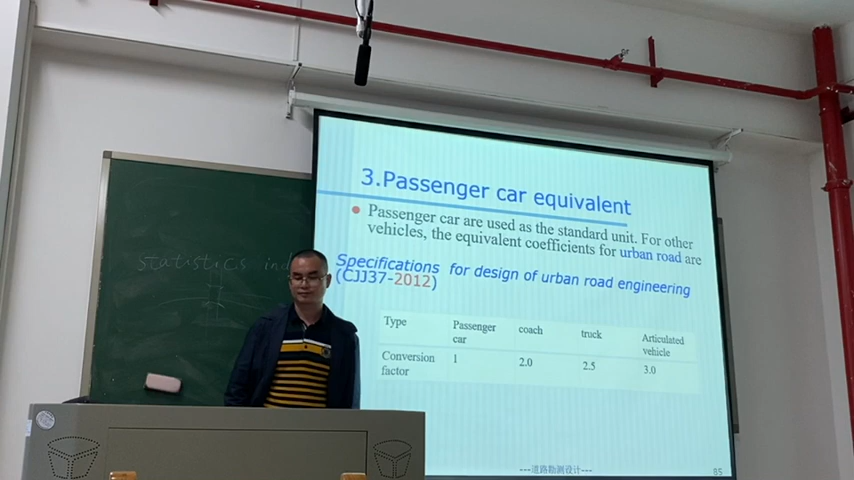 3.Passenger car equivalent
Passenger car are used as the standard unit. For other
vehicles, the equivalent coefficients for urban road are
Specifications for design of urban road engineering
(CJJ37-2012)
Type Passenger car coach truck Articulated vehicle
Conversion factor 1 2.0 2.5 3.0
---道路勘测设计---
85
statistics ind